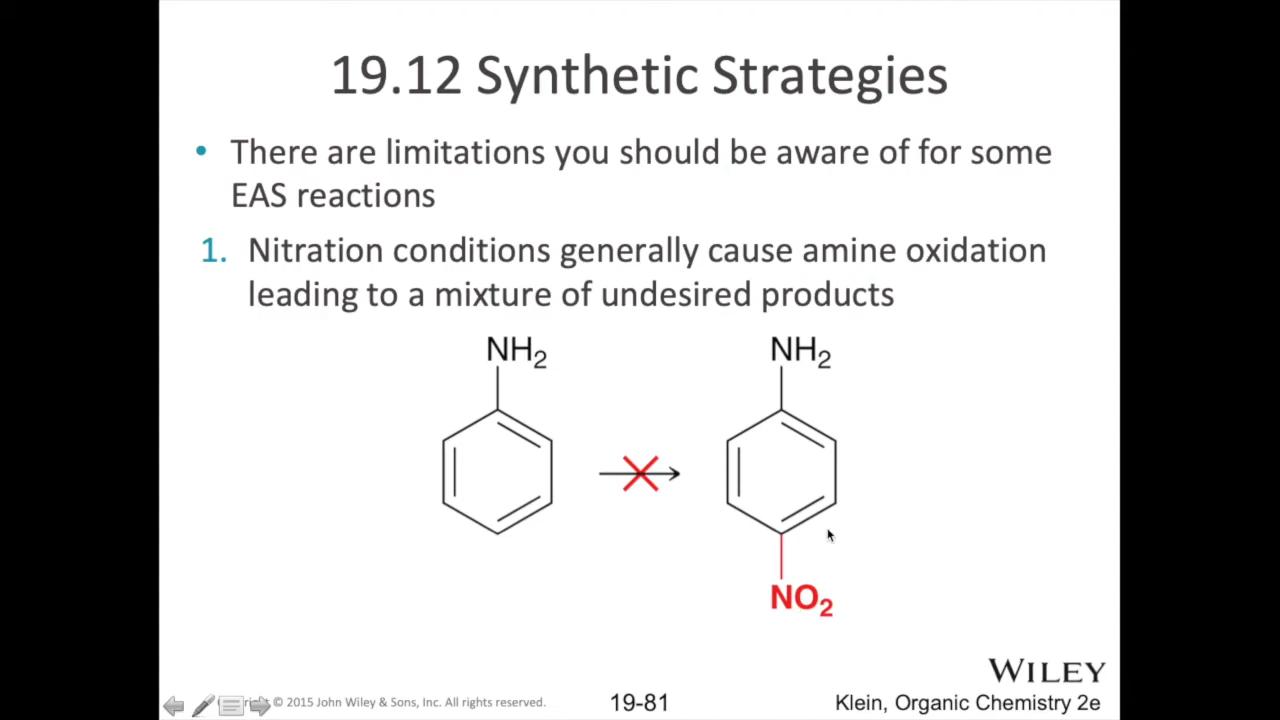 19.12 Synthetic Strategies
• There are limitations you should be aware of for some
EAS reactions
1. Nitration conditions generally cause amine oxidation
leading to a mixture of undesired products
NH2 NH2
NO2
WILEY
© 2015 John Wiley & Sons, Inc. All rights reserved. 19-81 Klein, Organic Chemistry 2e